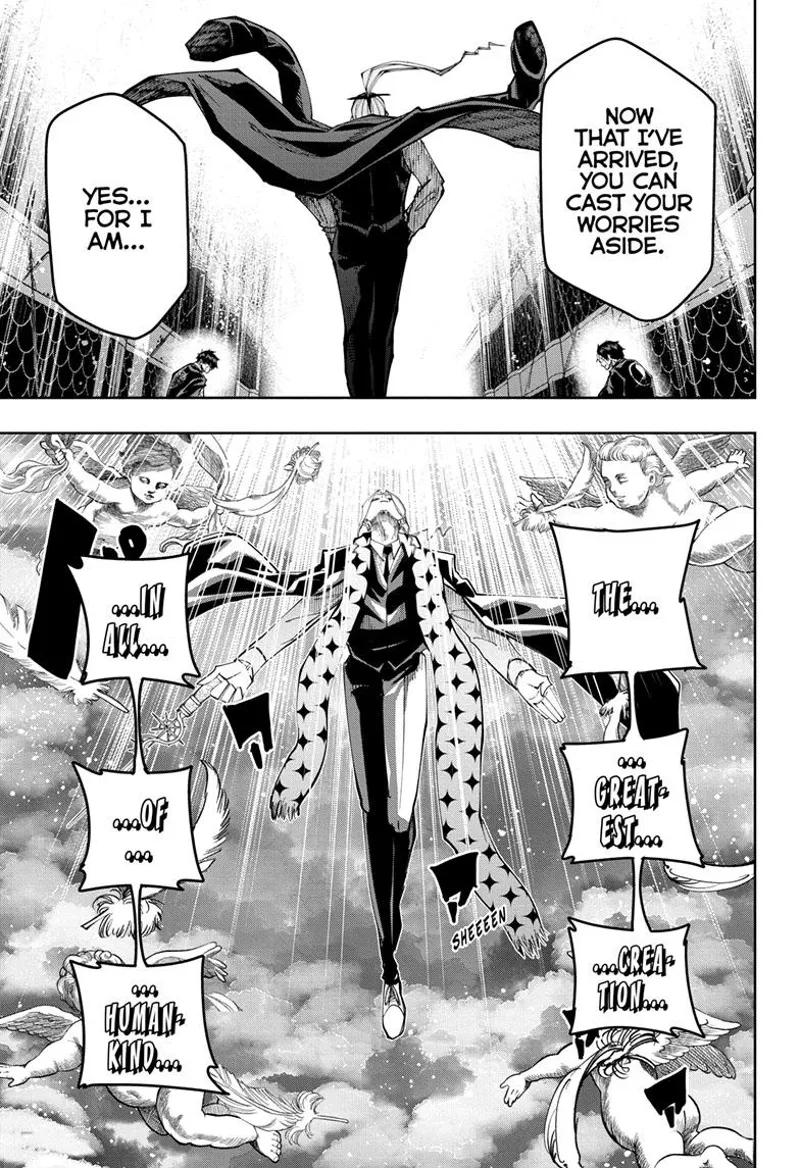 NOW
THAT I'VE
ARRIVED,
YOU CAN
CAST YOUR
WORRIES
ASIDE.
YES...
FOR I
AM...
THE...
...
GREAT-
EST...
...CREA-
TION...
...IN
ALL...
...OF
...
...
HUMAN-
KIND...
SHEEEEN